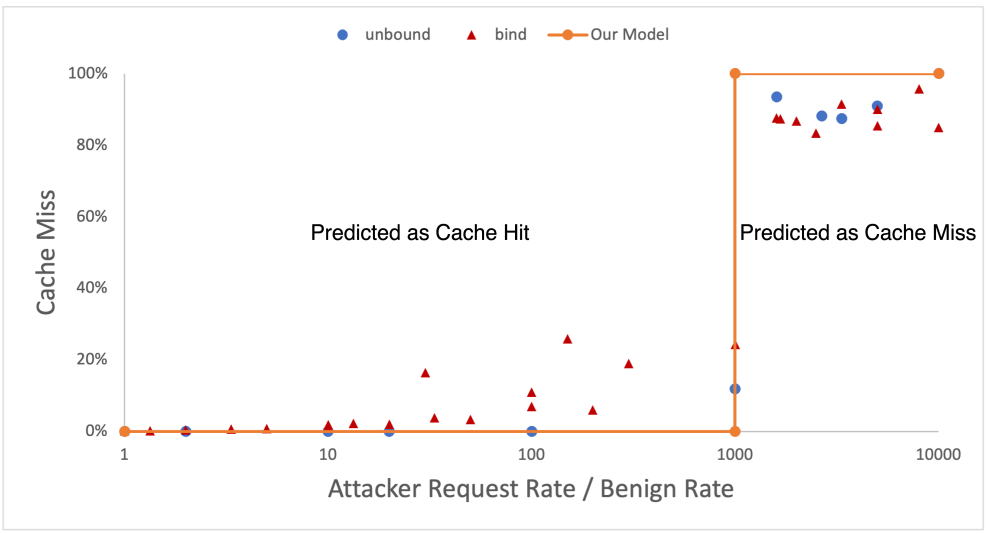 unbound bind Our Model
100%
80%
60%
40%
20%
0%
Cache Miss
Predicted as Cache Hit
Predicted as Cache Miss
1 10 100 1000 10000
Attacker Request Rate / Benign Rate